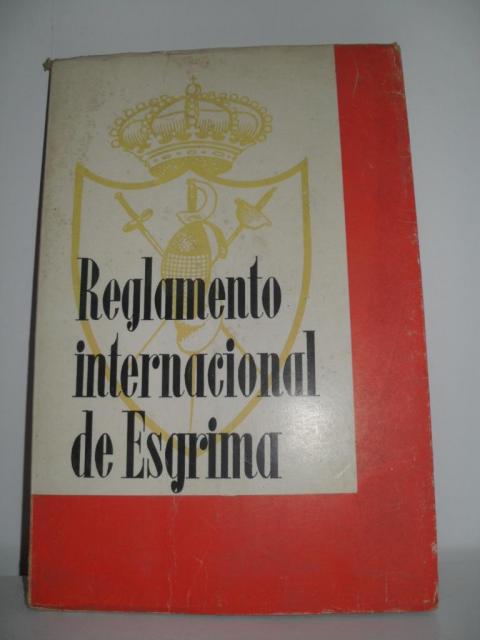 Reglamento
internacional
de Esgrima